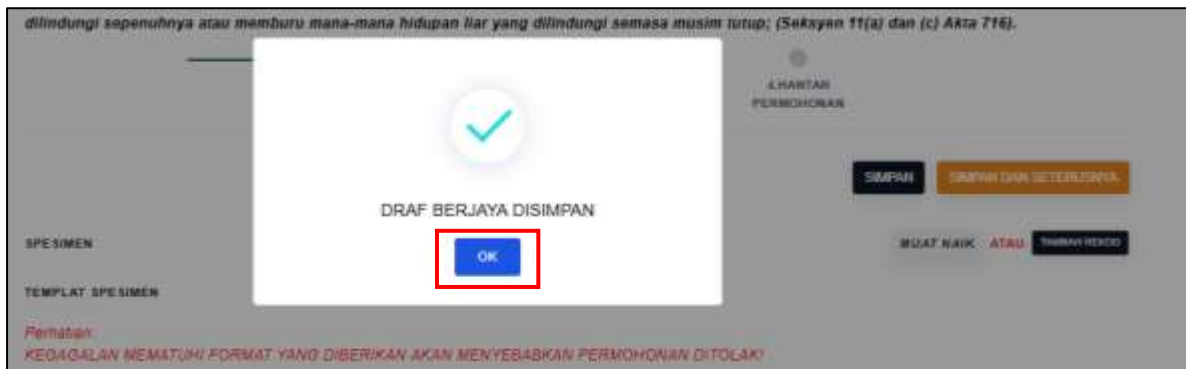 dilindungi sepenuhnya atau memburu mana-mana hidupan liar yang dilindungi semasa musim tutup; (Seksyen 11(a) dan (c) Akta 716).
4.HANTAR
PERMOHONAN
SIMPAN
SIMPAN DAN SETERUSNYA
DRAF BERJAYA DISIMPAN
OK
SPESIMEN
MUAT NAIK ATAU TAMBAH REKOD
TEMPLAT SPESIMEN
Perhatian:
KEGAGALAN MEMATUHI FORMAT YANG DIBERIKAN AKAN MENYEBABKAN PERMOHONAN DITOLAK!